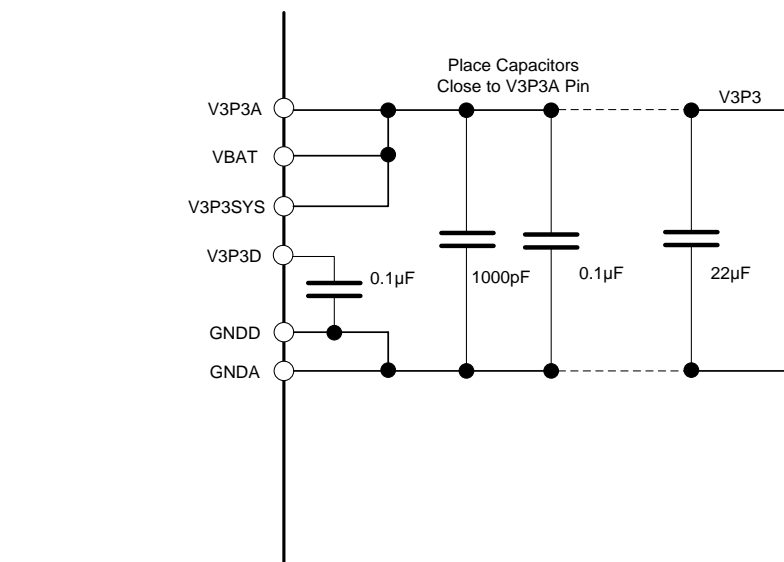 Place Capacitors
Close to V3P3A Pin
V3P3
V3P3A
VBAT
V3P3SYS
V3P3D
0.1µF
1000pF
0.1µF
22µF
GNDD
GNDA